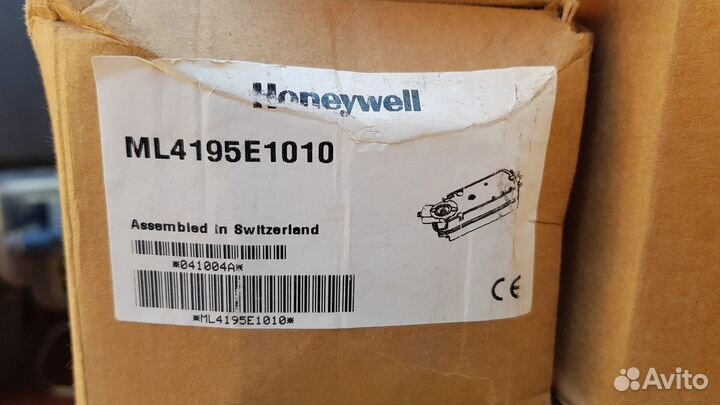 Honeywell
ML4195E1010
Assembled in Switzerland
*041004A*
*ML4195E1010*
CE
Avito